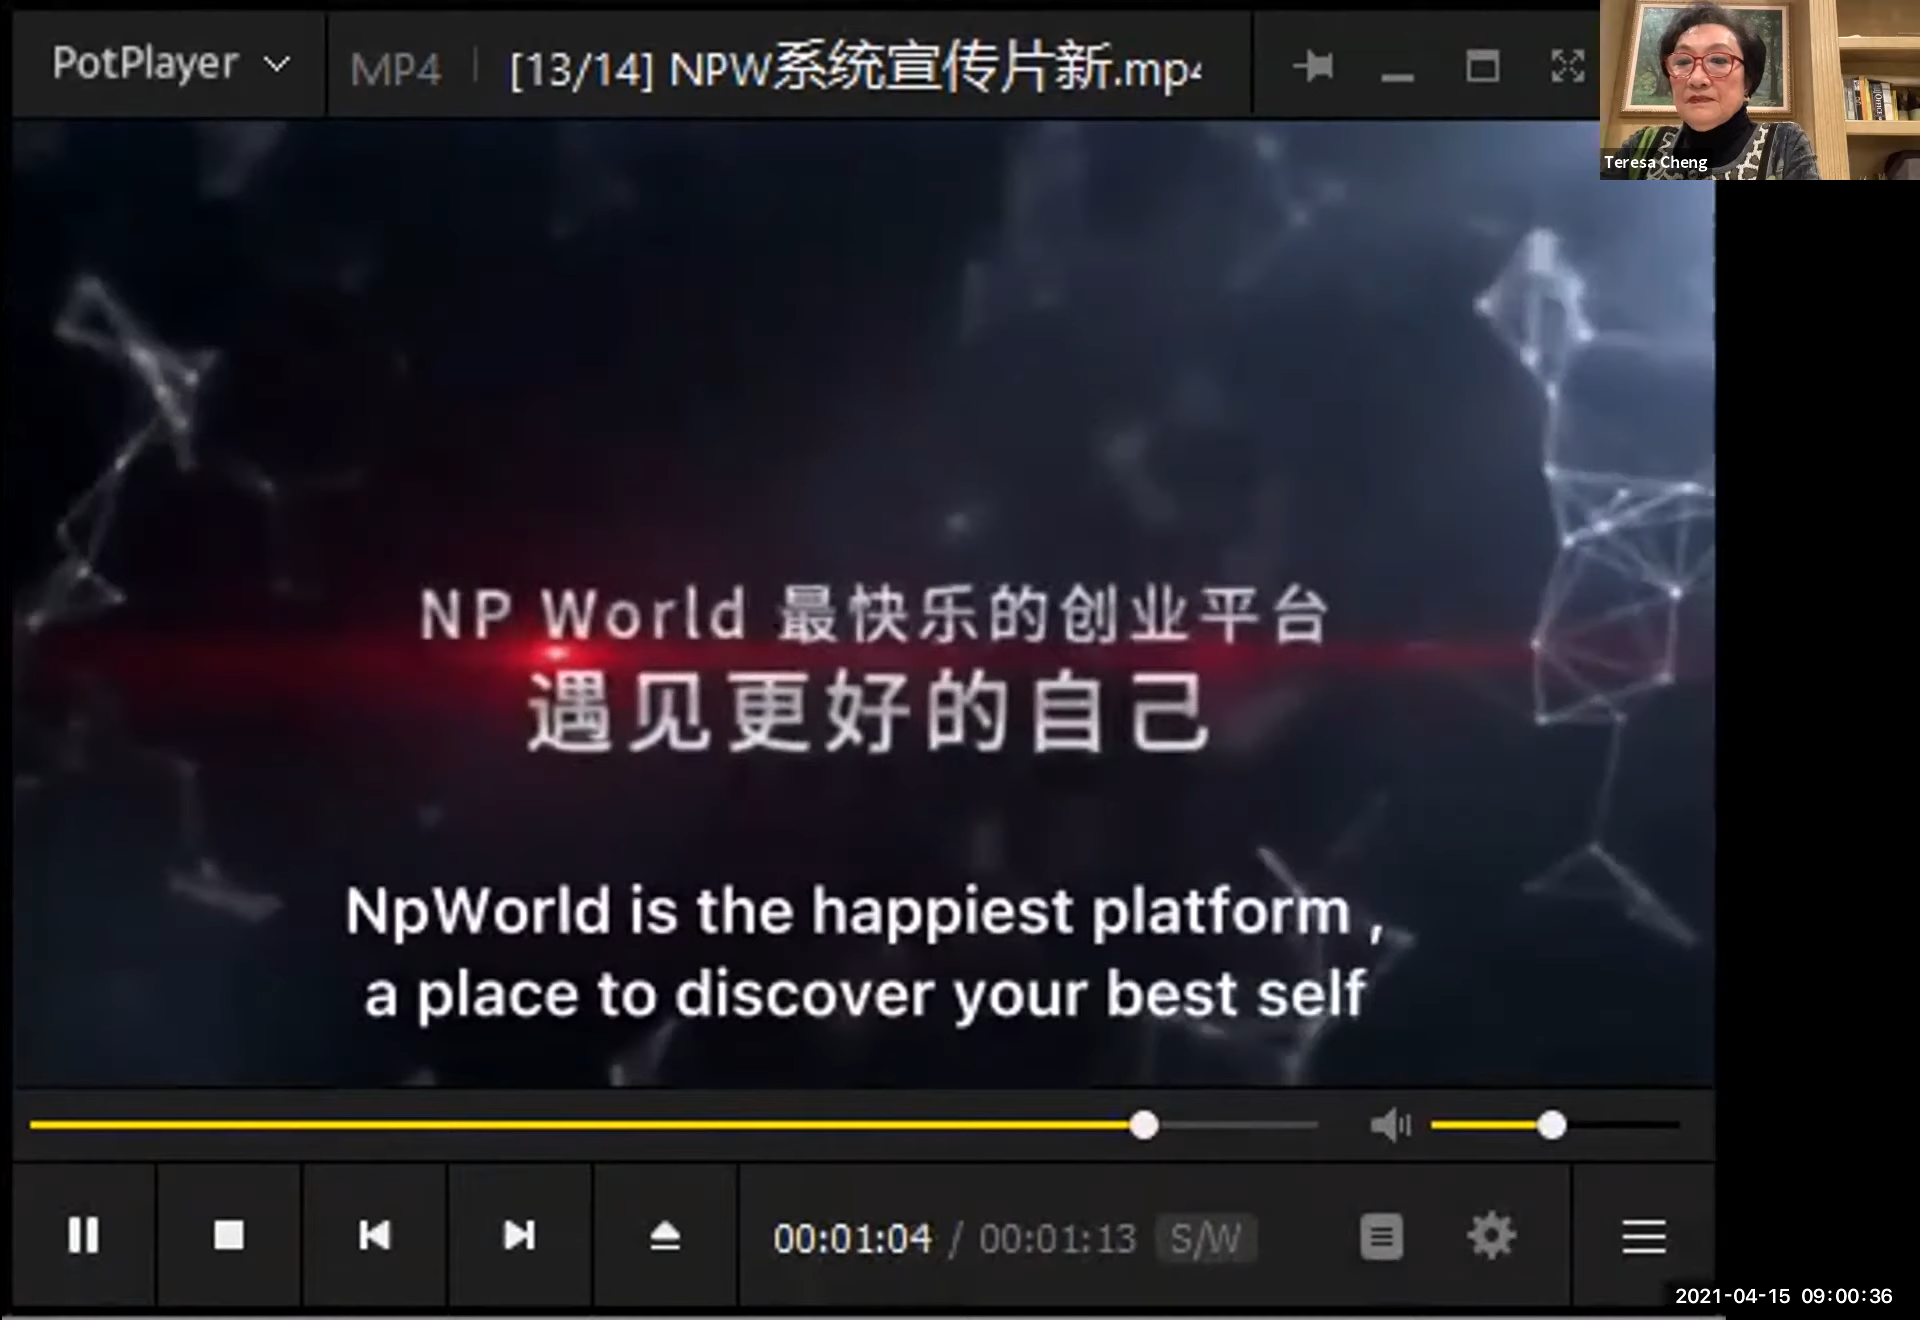 PotPlayer
MP4
[13/14] NPW系统宣传片新.mp4
Teresa Cheng
NP World 最快乐的创业平台
遇见更好的自己
NpWorld is the happiest platform ,
a place to discover your best self
00:01:04 / 00:01:13 S/W
2021-04-15 09:00:36